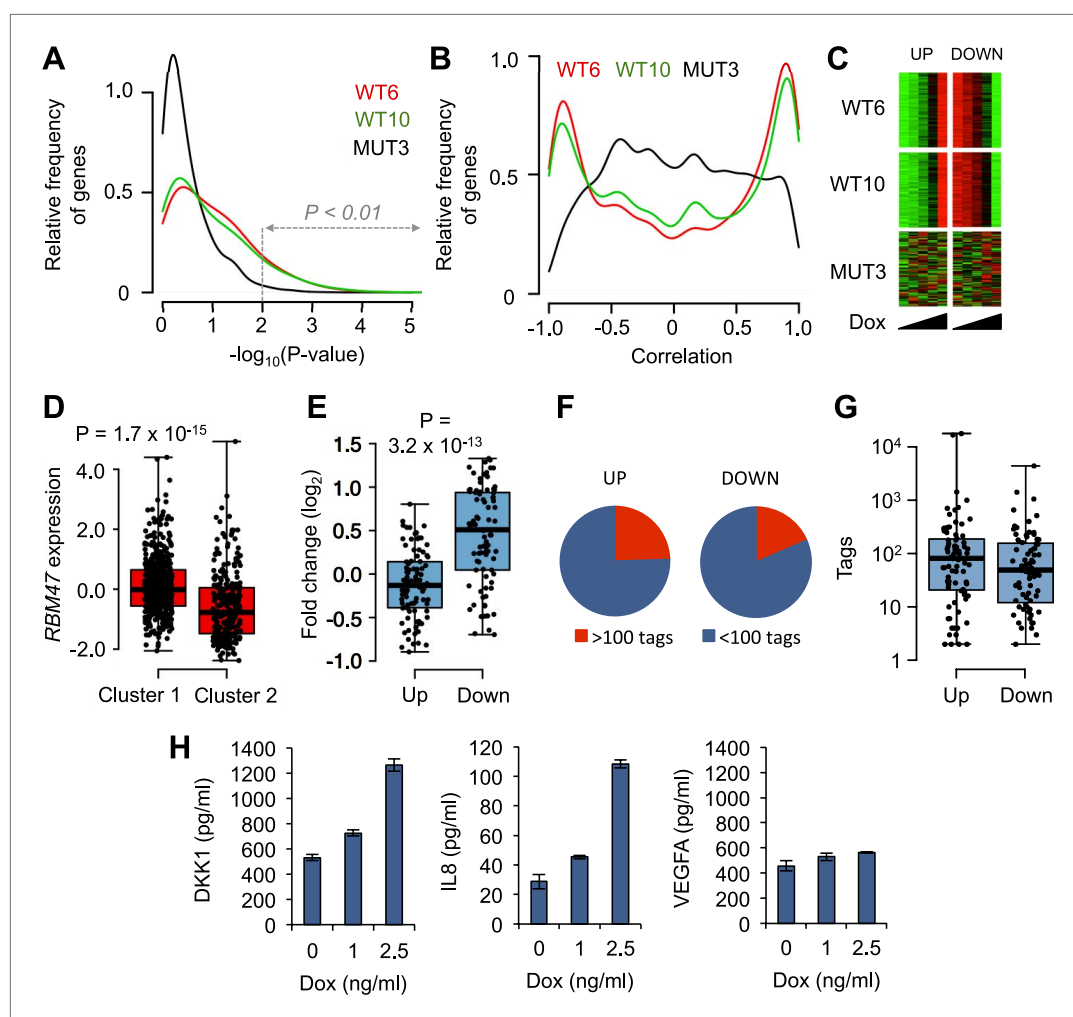 A
Relative frequency
of genes
1.0
0.5
0
WT6
WT10
MUT3
P < 0.01
0 1 2 3 4 5
-log10(P-value)
B
Relative frequency
of genes
1.0
0.5
0
WT6 WT10 MUT3
-1.0 -0.5 0 0.5 1.0
Correlation
C
UP DOWN
WT6
WT10
MUT3
Dox
D
P = 1.7 x 10-15
RBM47 expression
4.0
2.0
0.0
-2.0
Cluster 1 Cluster 2
E
P =
3.2 x 10-13
Fold change (log2)
1.5
1.0
0.5
0.0
-0.5
-1.0
Up Down
F
UP DOWN
>100 tags <100 tags
G
Tags
104
103
102
10
1
Up Down
H
DKK1 (pg/ml)
1400
1200
1000
800
600
400
200
0
0 1 2.5
Dox (ng/ml)
IL8 (pg/ml)
120
100
80
60
40
20
0
0 1 2.5
Dox (ng/ml)
VEGFA (pg/ml)
1400
1200
1000
800
600
400
200
0
0 1 2.5
Dox (ng/ml)